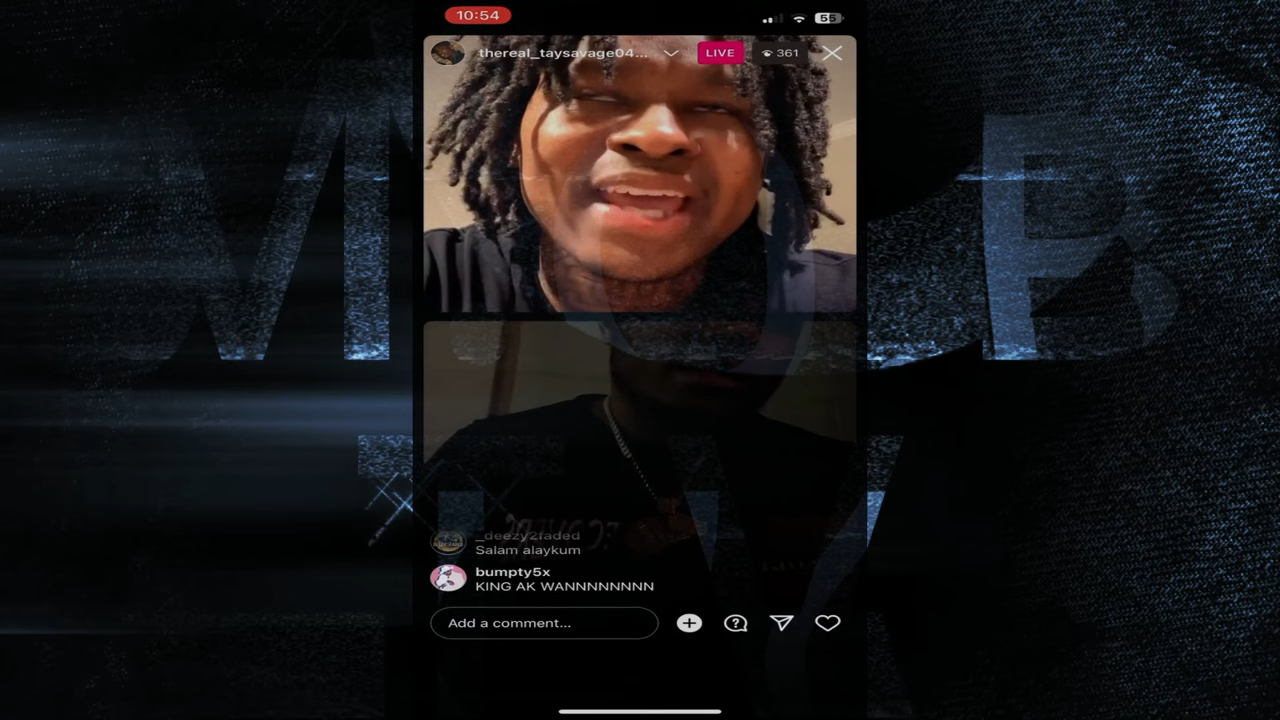 10:54
55
thereal_taysavage04...
LIVE
361
_deezy2faded
Salam alaykum
bumpty5x
KING AK WANNNNNNNN
Add a comment...